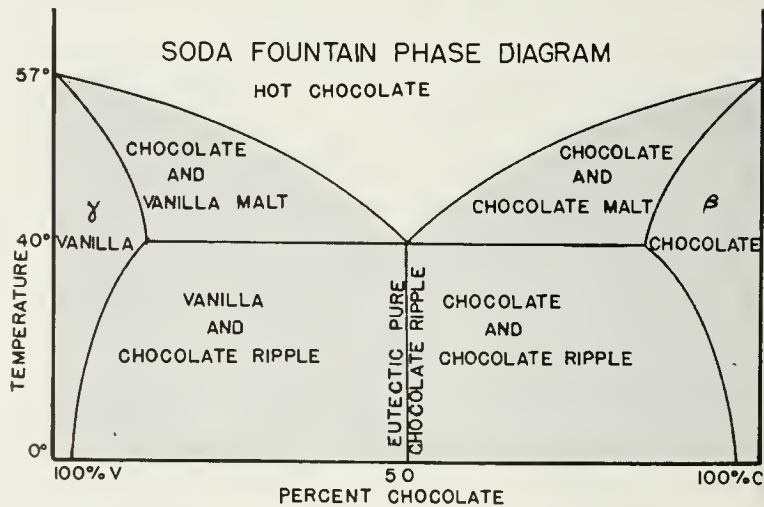 SODA FOUNTAIN PHASE DIAGRAM
HOT CHOCOLATE
57°
CHOCOLATE
AND
VANILLA MALT
CHOCOLATE
AND
CHOCOLATE MALT
γ
VANILLA
β
CHOCOLATE
40°
TEMPERATURE
VANILLA
AND
CHOCOLATE RIPPLE
EUTECTIC PURE
CHOCOLATE RIPPLE
CHOCOLATE
AND
CHOCOLATE RIPPLE
0°
100% V
50
100% C
PERCENT CHOCOLATE